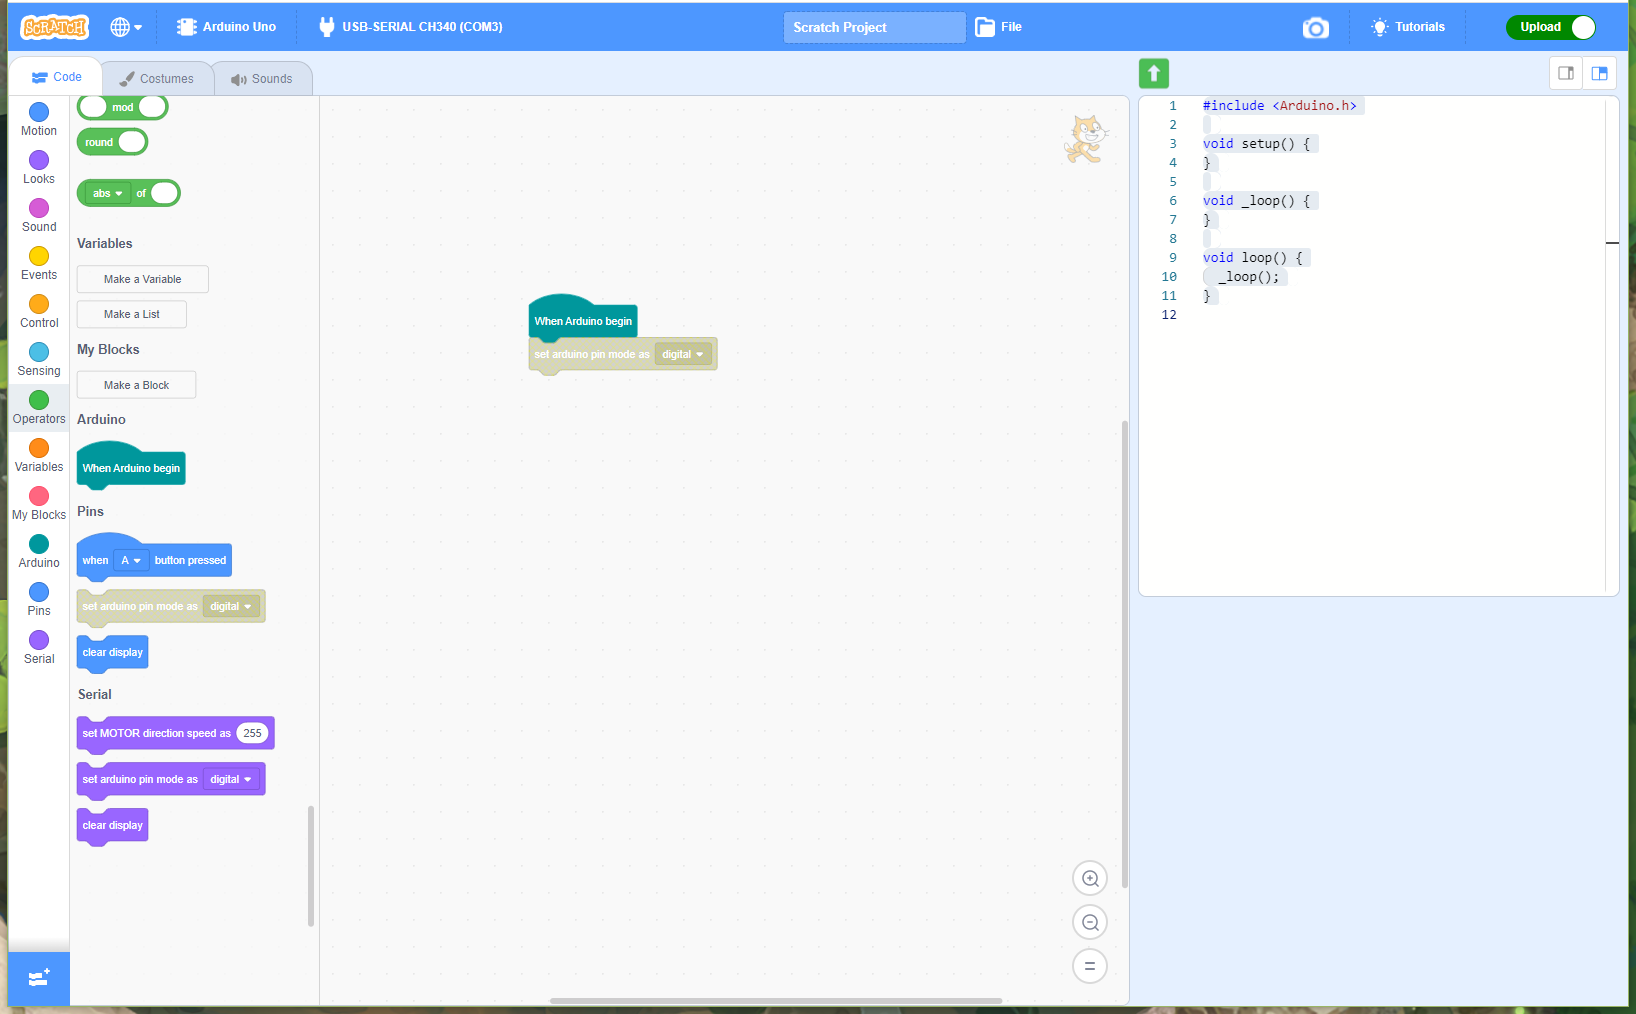 SCRATCH
Arduino Uno
USB-SERIAL CH340 (COM3)
Scratch Project
File
Tutorials
Upload
Code
Costumes
Sounds
Motion
Looks
Sound
Events
Control
Sensing
Operators
Variables
My Blocks
Arduino
Pins
Serial
mod
round
abs of
Variables
Make a Variable
Make a List
My Blocks
Make a Block
Arduino
When Arduino begin
Pins
when A button pressed
set arduino pin mode as digital
clear display
Serial
set MOTOR direction speed as 255
set arduino pin mode as digital
clear display
When Arduino begin
set arduino pin mode as digital
1 #include <Arduino.h>
2
3 void setup() {
4 }
5
6 void _loop() {
7 }
8
9 void loop() {
10 _loop();
11 }
12